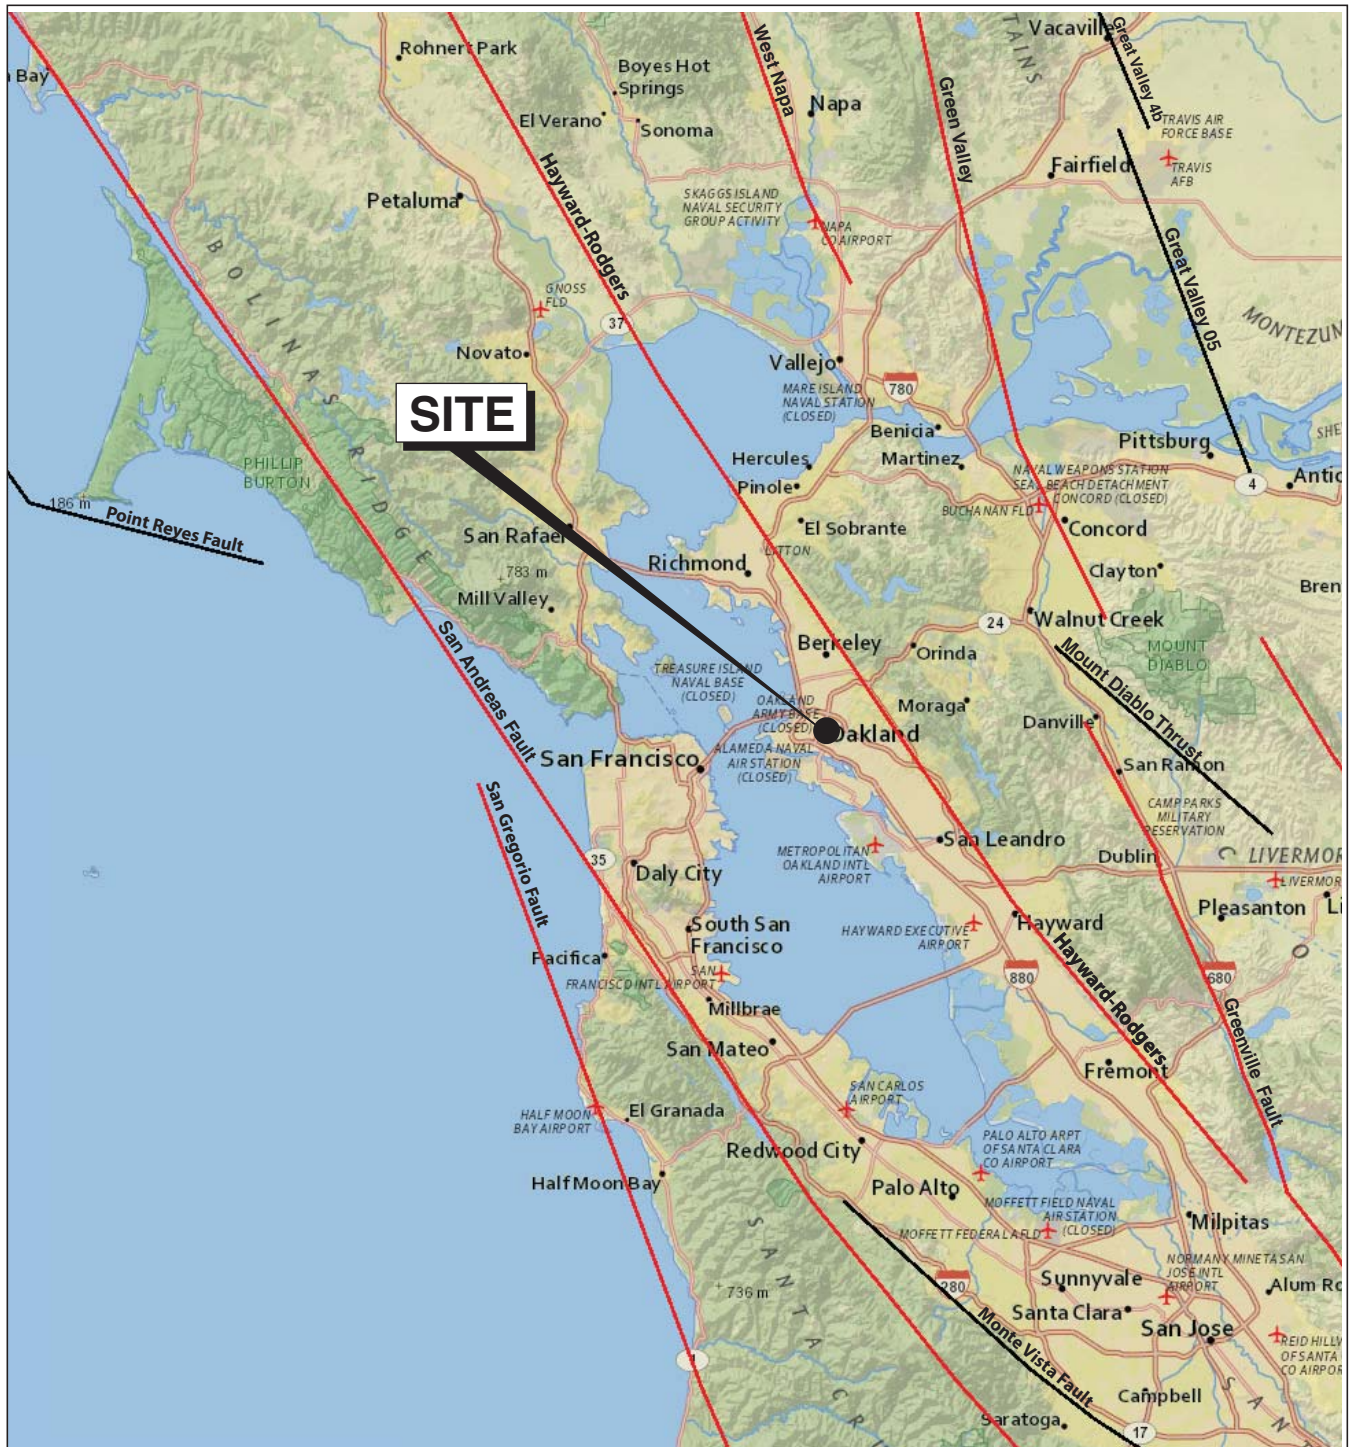 Rohnert Park
Boyes Hot
Springs
El Verano
Sonoma
West Napa
Napa
Green Valley
TAINS
Vacaville
Great Valley 4b
TRAVIS AIR
FORCE BASE
TRAVIS
AFB
Fairfield
a Bay
Petaluma
Hayward-Rodgers
SKAGGS ISLAND
NAVAL SECURITY
GROUP ACTIVITY
NAPA
CO AIRPORT
Great Valley 05
MONTEZUM
BOLINAS RIDGE
GNOSS
FLD
37
Novato
Vallejo
MARE ISLAND
NAVAL STATION
(CLOSED)
780
SITE
Benicia
Martinez
Pittsburg
SHE
Hercules
Pinole
NAVAL WEAPONS STATION
SEAL BEACH DETACHMENT
CONCORD (CLOSED)
BUCHANAN FLD
4
Antic
PHILLIP
BURTON
186 m
Point Reyes Fault
San Rafael
El Sobrante
Concord
LITTON
Richmond
783 m
Mill Valley
Clayton
Bren
24
Walnut Creek
Berkeley
Orinda
MOUNT
DIABLO
San Andreas Fault
TREASURE ISLAND
NAVAL BASE
(CLOSED)
OAKLAND
ARMY BASE
(CLOSED)
Moraga
Mount Diablo Thrust
Danville
Oakland
San Francisco
ALAMEDA NAVAL
AIR STATION
(CLOSED)
San Ramon
San Gregorio Fault
CAMP PARKS
MILITARY
RESERVATION
METROPOLITAN
OAKLAND INTL
AIRPORT
San Leandro
Dublin
LIVERMOR
LIVERMOR
35
Daly City
Pleasanton
Li
C
O
South San
Francisco
HAYWARD EXECUTIVE
AIRPORT
Hayward
Hayward-Rodgers
Pacifica
SAN
FRANCISCO INTL AIRPORT
880
680
Millbrae
Greenville Fault
San Mateo
Fremont
SAN CARLOS
AIRPORT
HALF MOON
BAY AIRPORT
El Granada
Redwood City
PALO ALTO ARPT
OF SANTA CLARA
CO AIRPORT
Half Moon Bay
Palo Alto
MOFFETT FIELD NAVAL
AIR STATION
(CLOSED)
MOFFETT FEDERAL AFLD
Milpitas
SANTA CR
NORMAN Y MINETA SAN
JOSE INTL
AIRPORT
280
Sunnyvale
736 m
Alum Ro
Santa Clara
San Jose
Monte Vista Fault
REID HILLV
OF SANTA
CO AIRPOR
1
Campbell
SAN
Saratoga
17